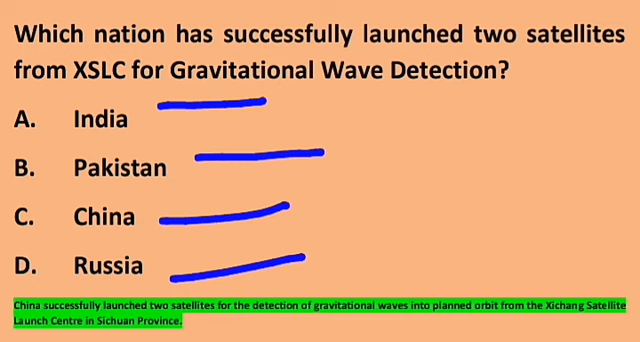 Which nation has successfully launched two satellites
from XSLC for Gravitational Wave Detection?
A. India
B. Pakistan
C. China
D. Russia
China successfully launched two satellites for the detection of gravitational waves into planned orbit from the Xichang Satellite
Launch Centre in Sichuan Province.